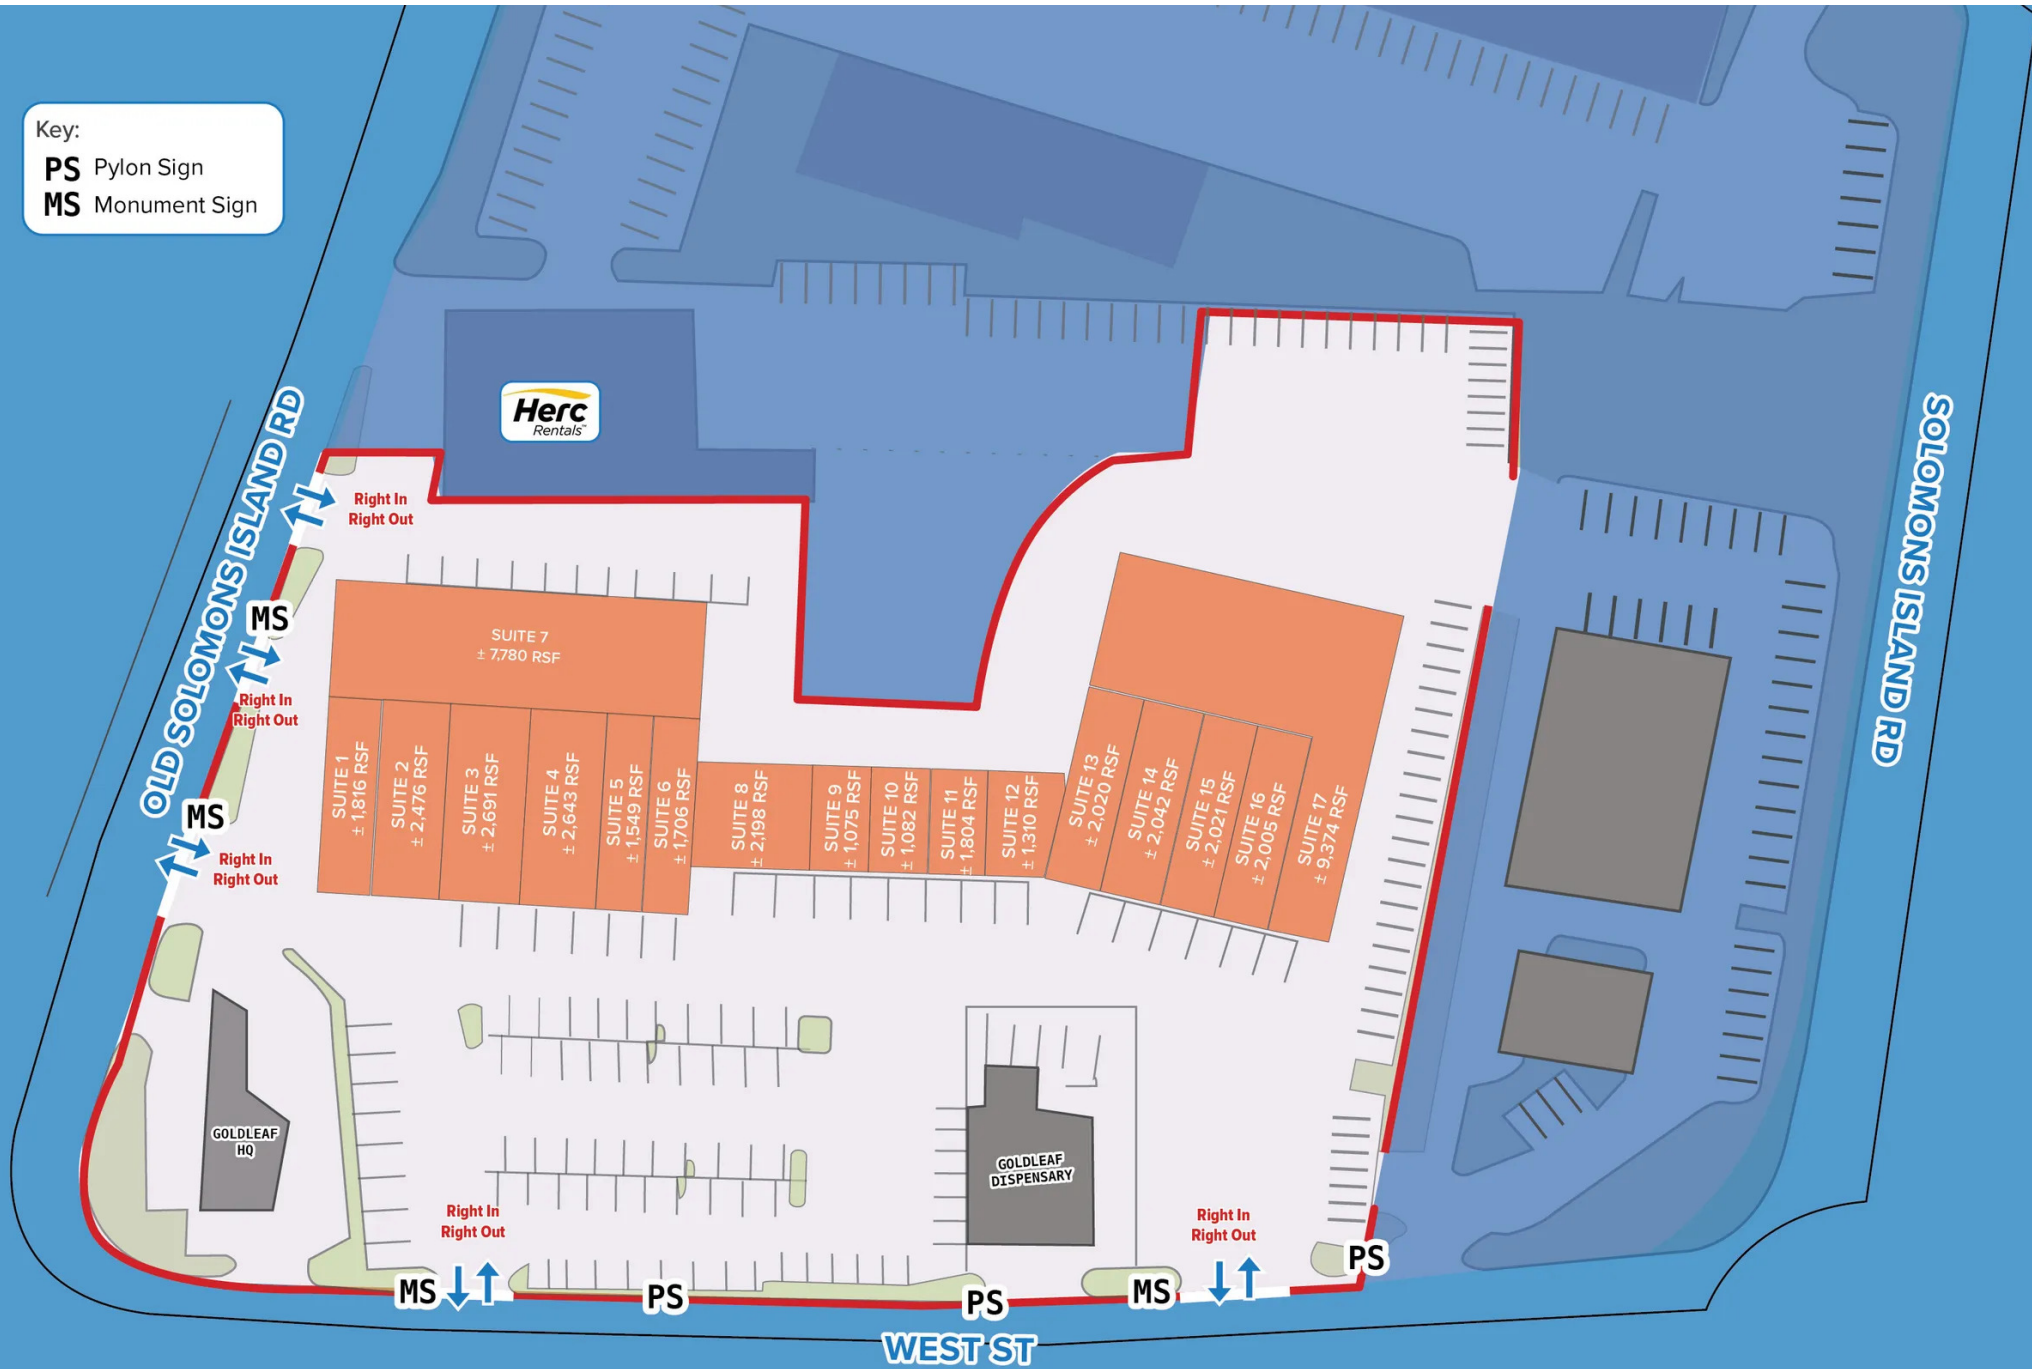 Key:
PS Pylon Sign
MS Monument Sign
Herc
Rentals™
OLD SOLOMONS ISLAND RD
SOLOMONS ISLAND RD
Right In
Right Out
MS
Right In
Right Out
MS
Right In
Right Out
SUITE 7
± 7,780 RSF
SUITE 1
± 1,816 RSF
SUITE 2
± 2,476 RSF
SUITE 3
± 2,691 RSF
SUITE 4
± 2,643 RSF
SUITE 5
± 1,549 RSF
SUITE 6
± 1,706 RSF
SUITE 8
± 2,198 RSF
SUITE 9
± 1,075 RSF
SUITE 10
± 1,082 RSF
SUITE 11
± 1,804 RSF
SUITE 12
± 1,310 RSF
SUITE 13
± 2,020 RSF
SUITE 14
± 2,042 RSF
SUITE 15
± 2,021 RSF
SUITE 16
± 2,005 RSF
SUITE 17
± 9,374 RSF
GOLDLEAF
HQ
GOLDLEAF
DISPENSARY
Right In
Right Out
Right In
Right Out
MS
PS
PS
MS
PS
WEST ST